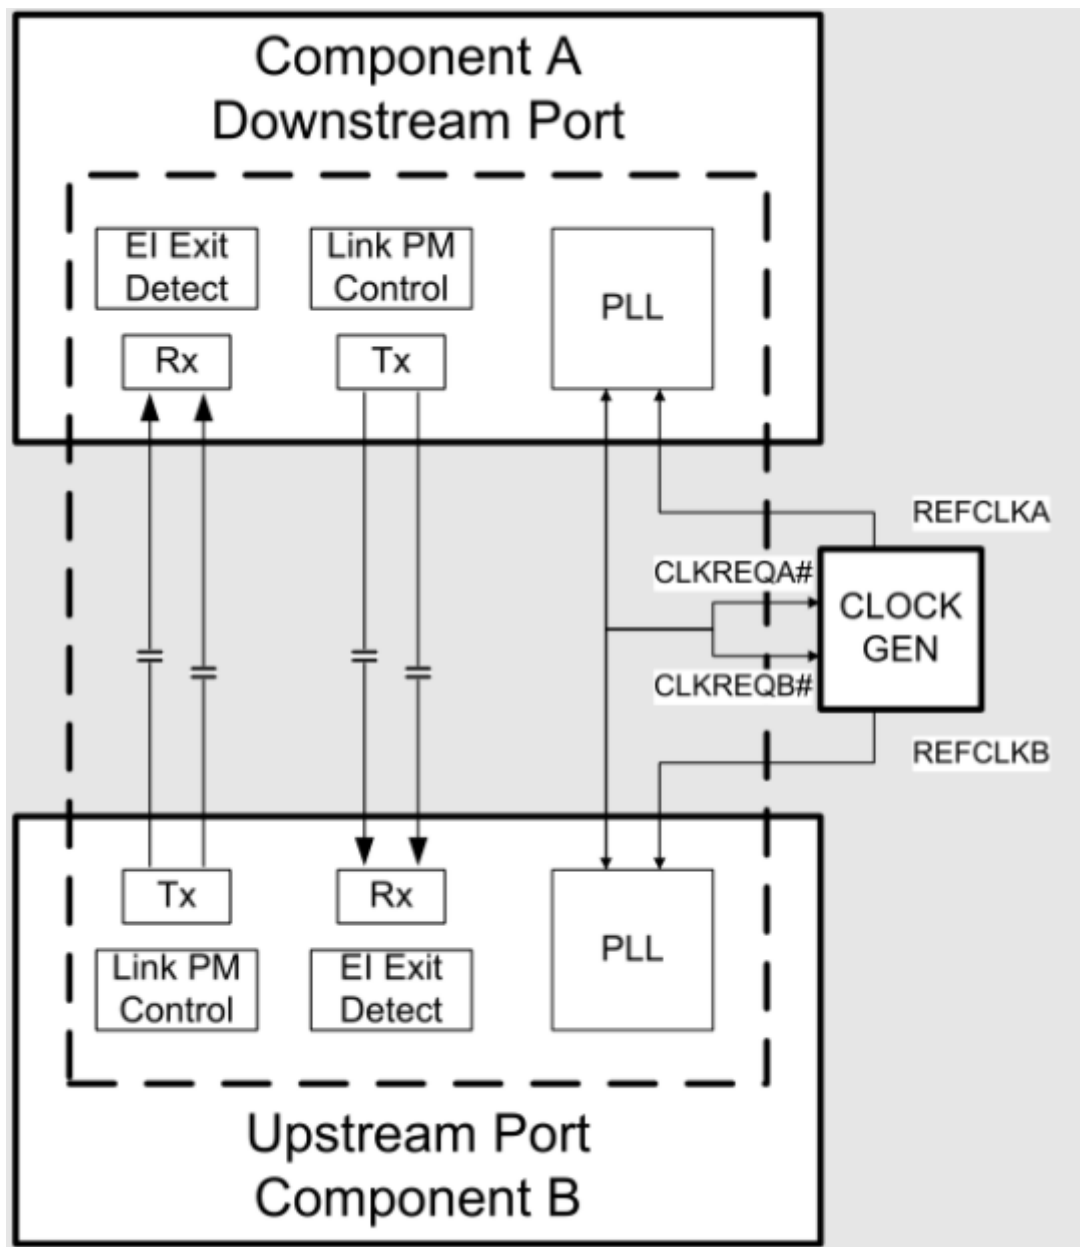 Component A
Downstream Port
EI Exit
Detect
Link PM
Control
PLL
Rx
Tx
REFCLKA
CLKREQA#
CLOCK
GEN
CLKREQB#
REFCLKB
Tx
Rx
PLL
Link PM
Control
EI Exit
Detect
Upstream Port
Component B